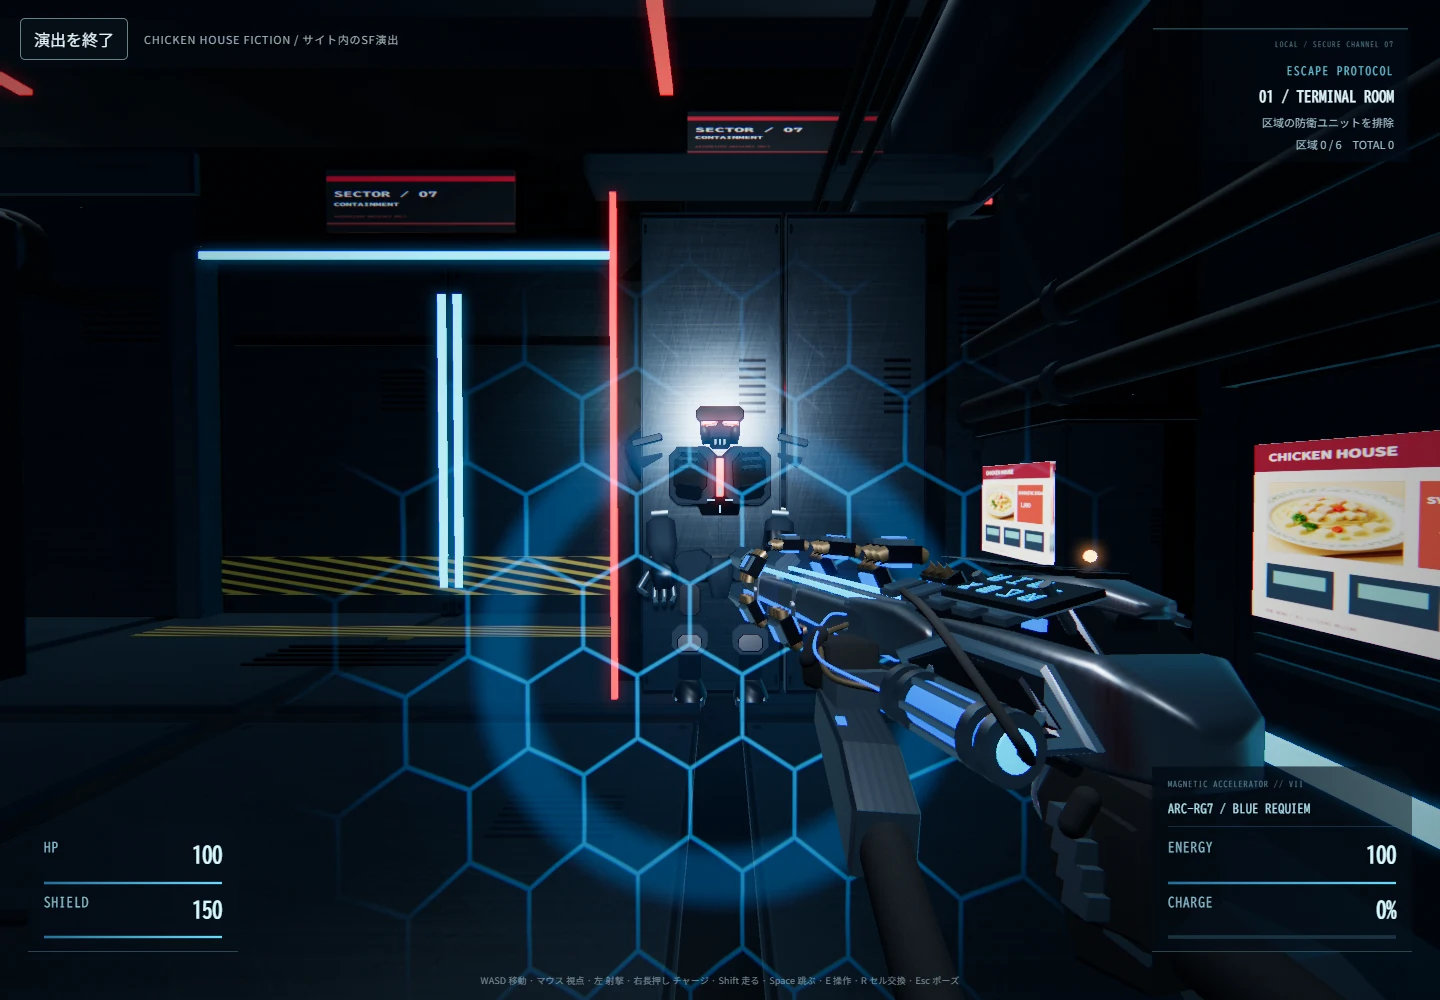 演出を終了
CHICKEN HOUSE FICTION / サイト内のSF演出
LOCAL / SECURE CHANNEL 07
ESCAPE PROTOCOL
01 / TERMINAL ROOM
区域の防衛ユニットを排除
区域 0 / 6 TOTAL 0
SECTOR / 07
CONTAINMENT
SECTOR / 07
CONTAINMENT
CHICKEN HOUSE
CHICKEN HOUSE
HP
100
SHIELD
150
MAGNETIC ACCELERATOR // VII
ARC-RG7 / BLUE REQUIEM
ENERGY
100
CHARGE
0%
WASD 移動・マウス 視点・左 射撃・右長押し チャージ・Shift 走る・Space 跳ぶ・E 操作・R セル交換・Esc ポーズ